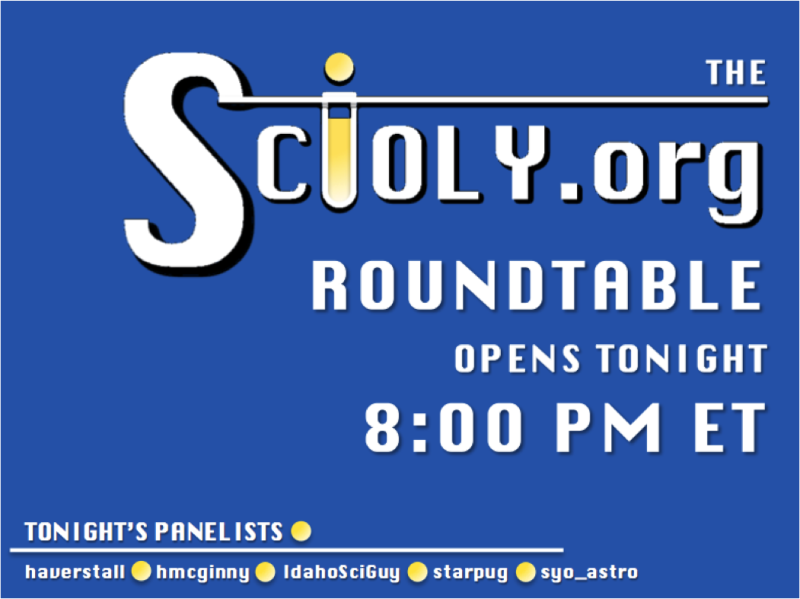 THE
SCiOLY.org
ROUNDTABLE
OPENS TONIGHT
8:00 PM ET
TONIGHT'S PANELISTS
haverstall hmcginny IdahoSciGuy starpug syo_astro